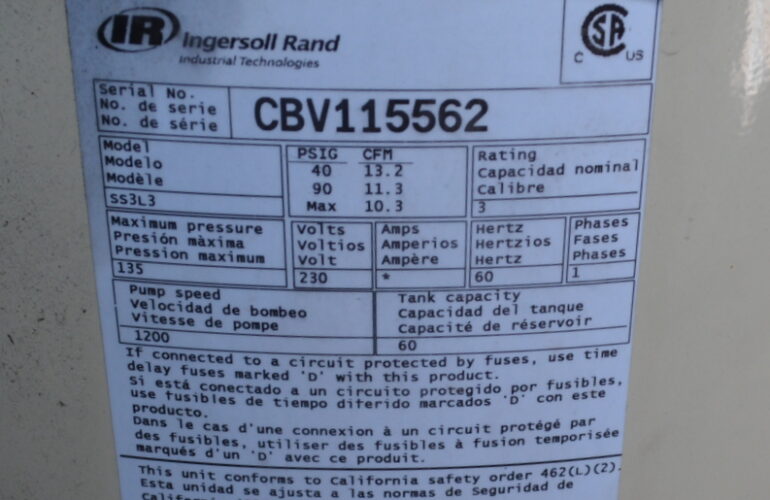 IR Ingersoll Rand
Industrial Technologies
CSA
C US
Serial No.
No. de serie
No. de série
CBV115562
Model
Modelo
Modèle
SS3L3
PSIG CFM
40 13.2
90 11.3
Max 10.3
Rating
Capacidad nominal
Calibre
3
Maximum pressure
Presión màxima
Pression maximum
135
Volts
Voltios
Volt
230
Amps
Amperios
Ampère
*
Hertz
Hertzios
Hertz
60
Phases
Fases
Phases
1
Pump speed
Velocidad de bombeo
Vitesse de pompe
1200
Tank capacity
Capacidad del tanque
Capacité de réservoir
60
If connected to a circuit protected by fuses, use time
delay fuses marked 'D' with this product.
Si está conectado a un circuito protegido por fusibles,
use fusibles de tiempo diferido marcados 'D' con este
producto.
Dans le cas d'une connexion à un circuit protégé par
des fusibles, utiliser des fusibles à fusion temporisée
marqués d'un 'D' avec ce produit.
This unit conforms to California safety order 462(L)(2).
Esta unidad se ajusta a las normas de Seguridad de